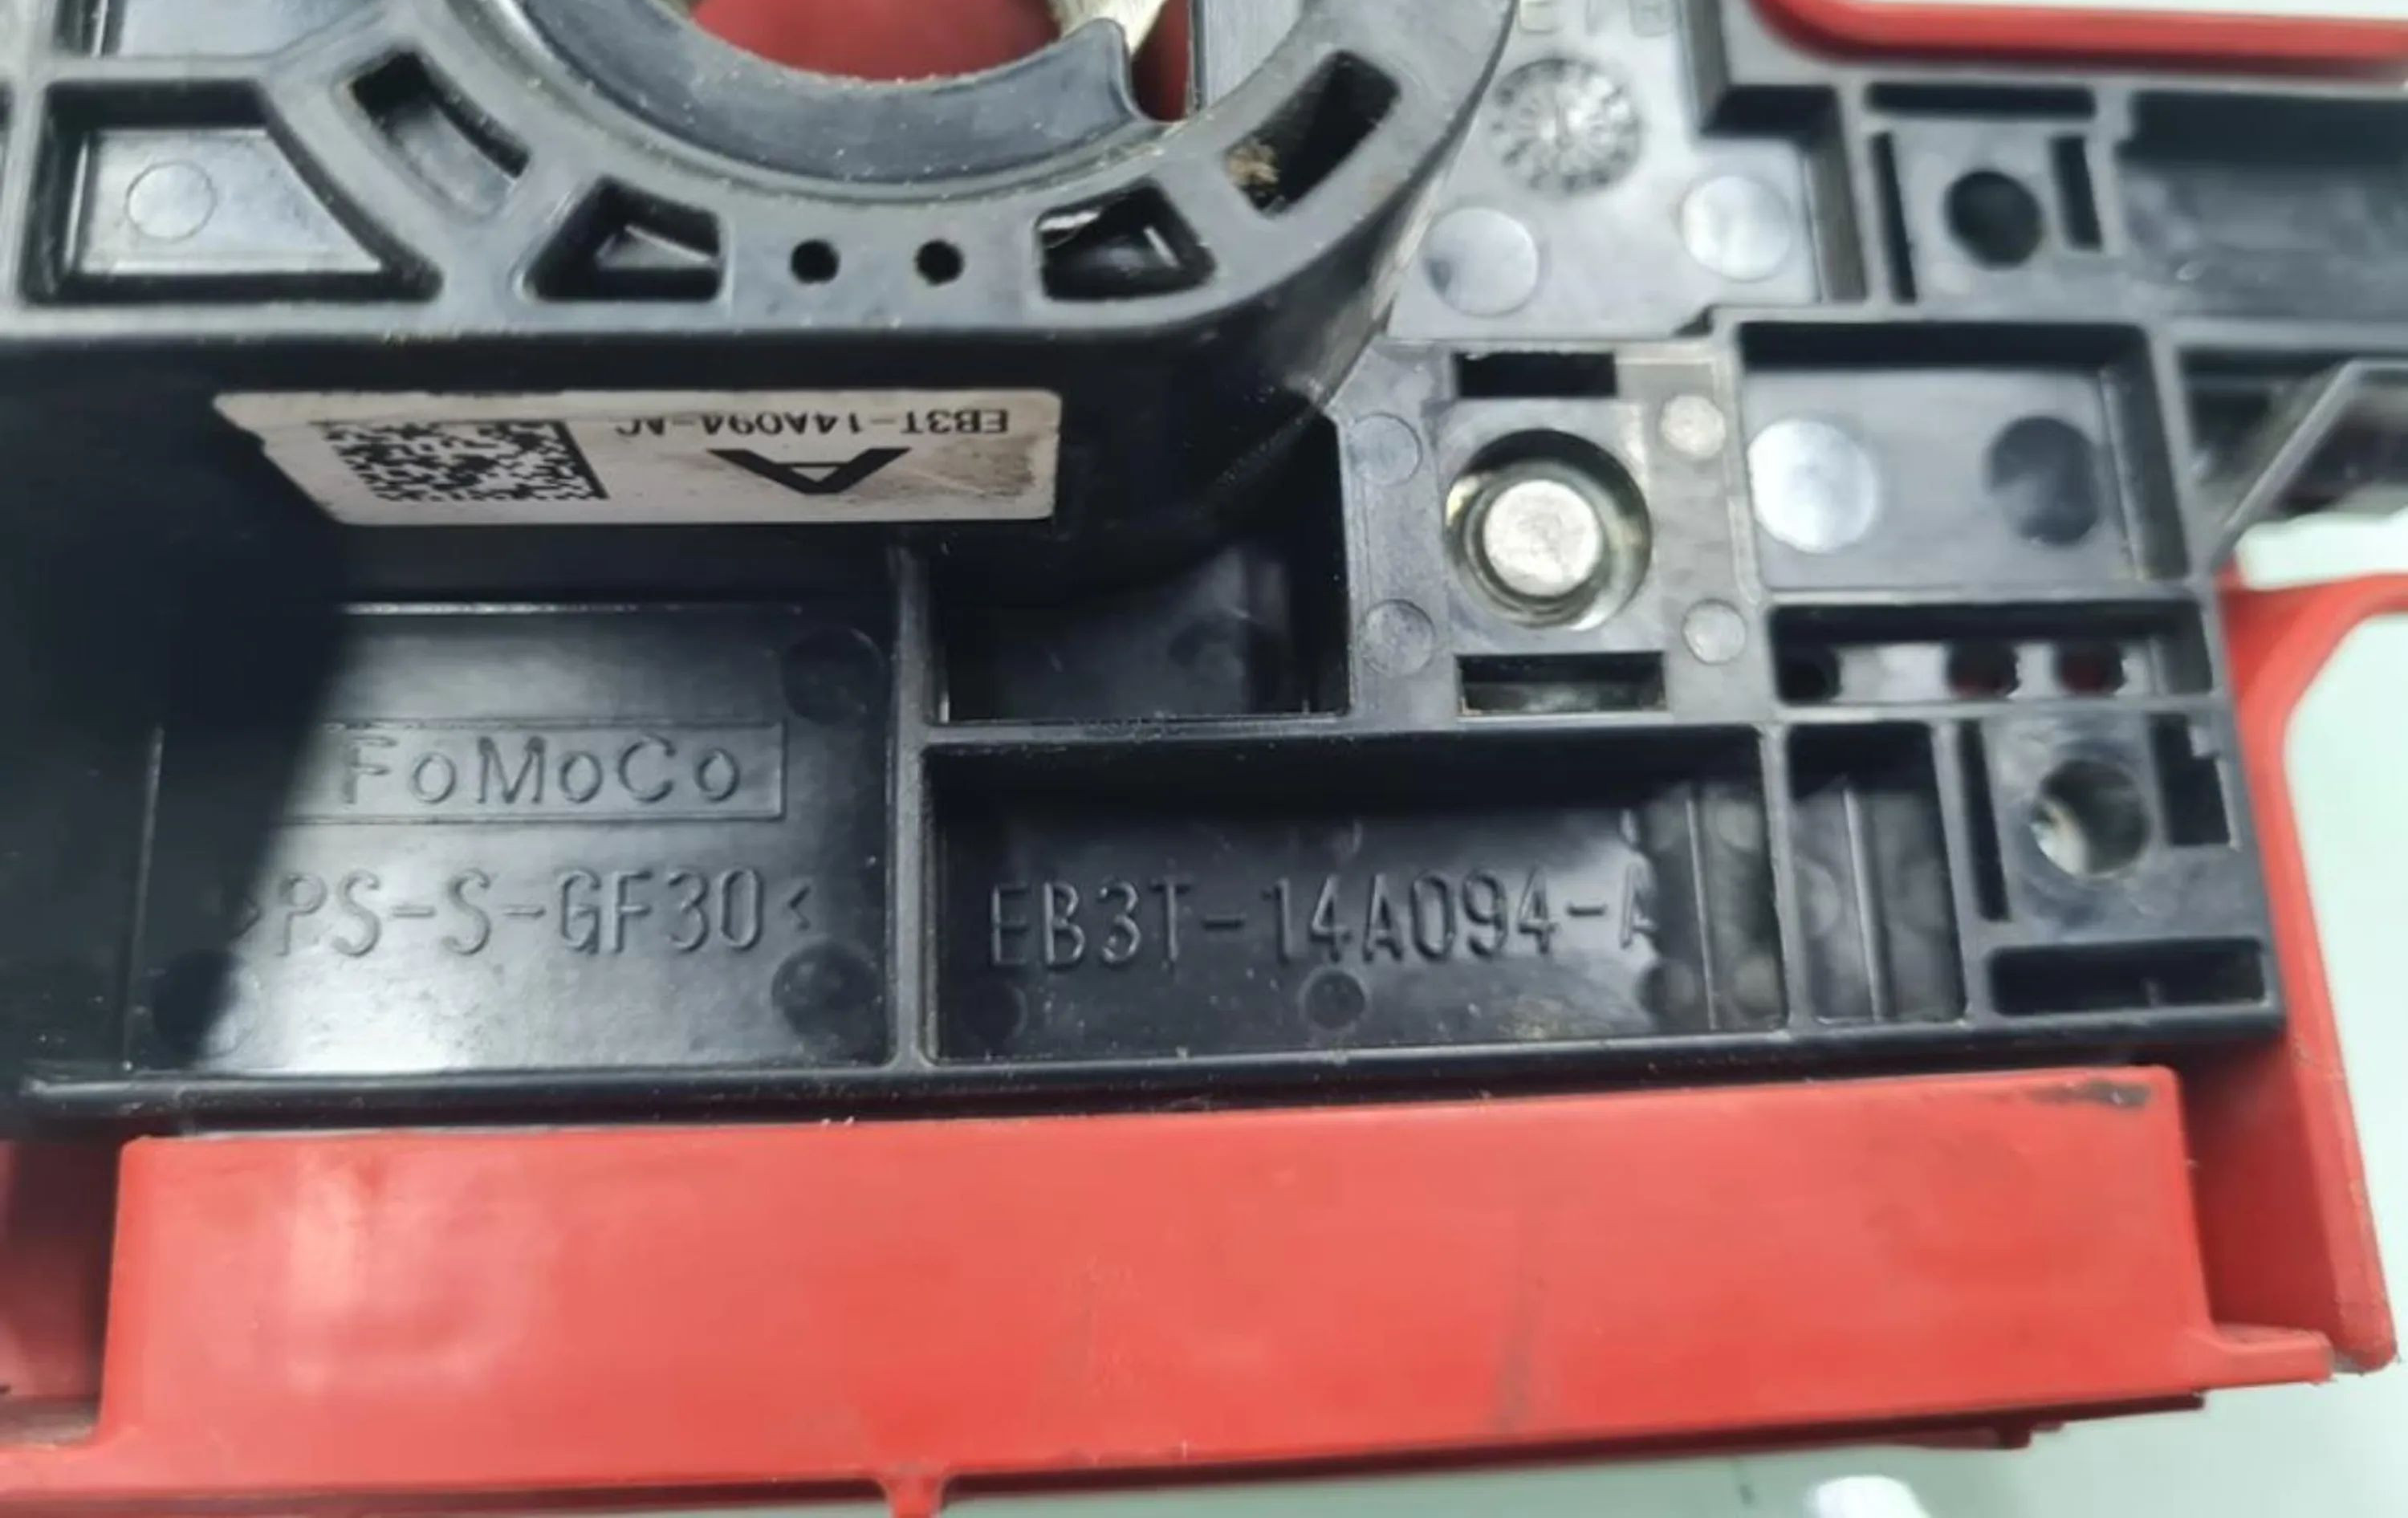 EB3T-14A094-AC
A
FoMoCo
>PS-S-GF30<
EB3T-14A094-A